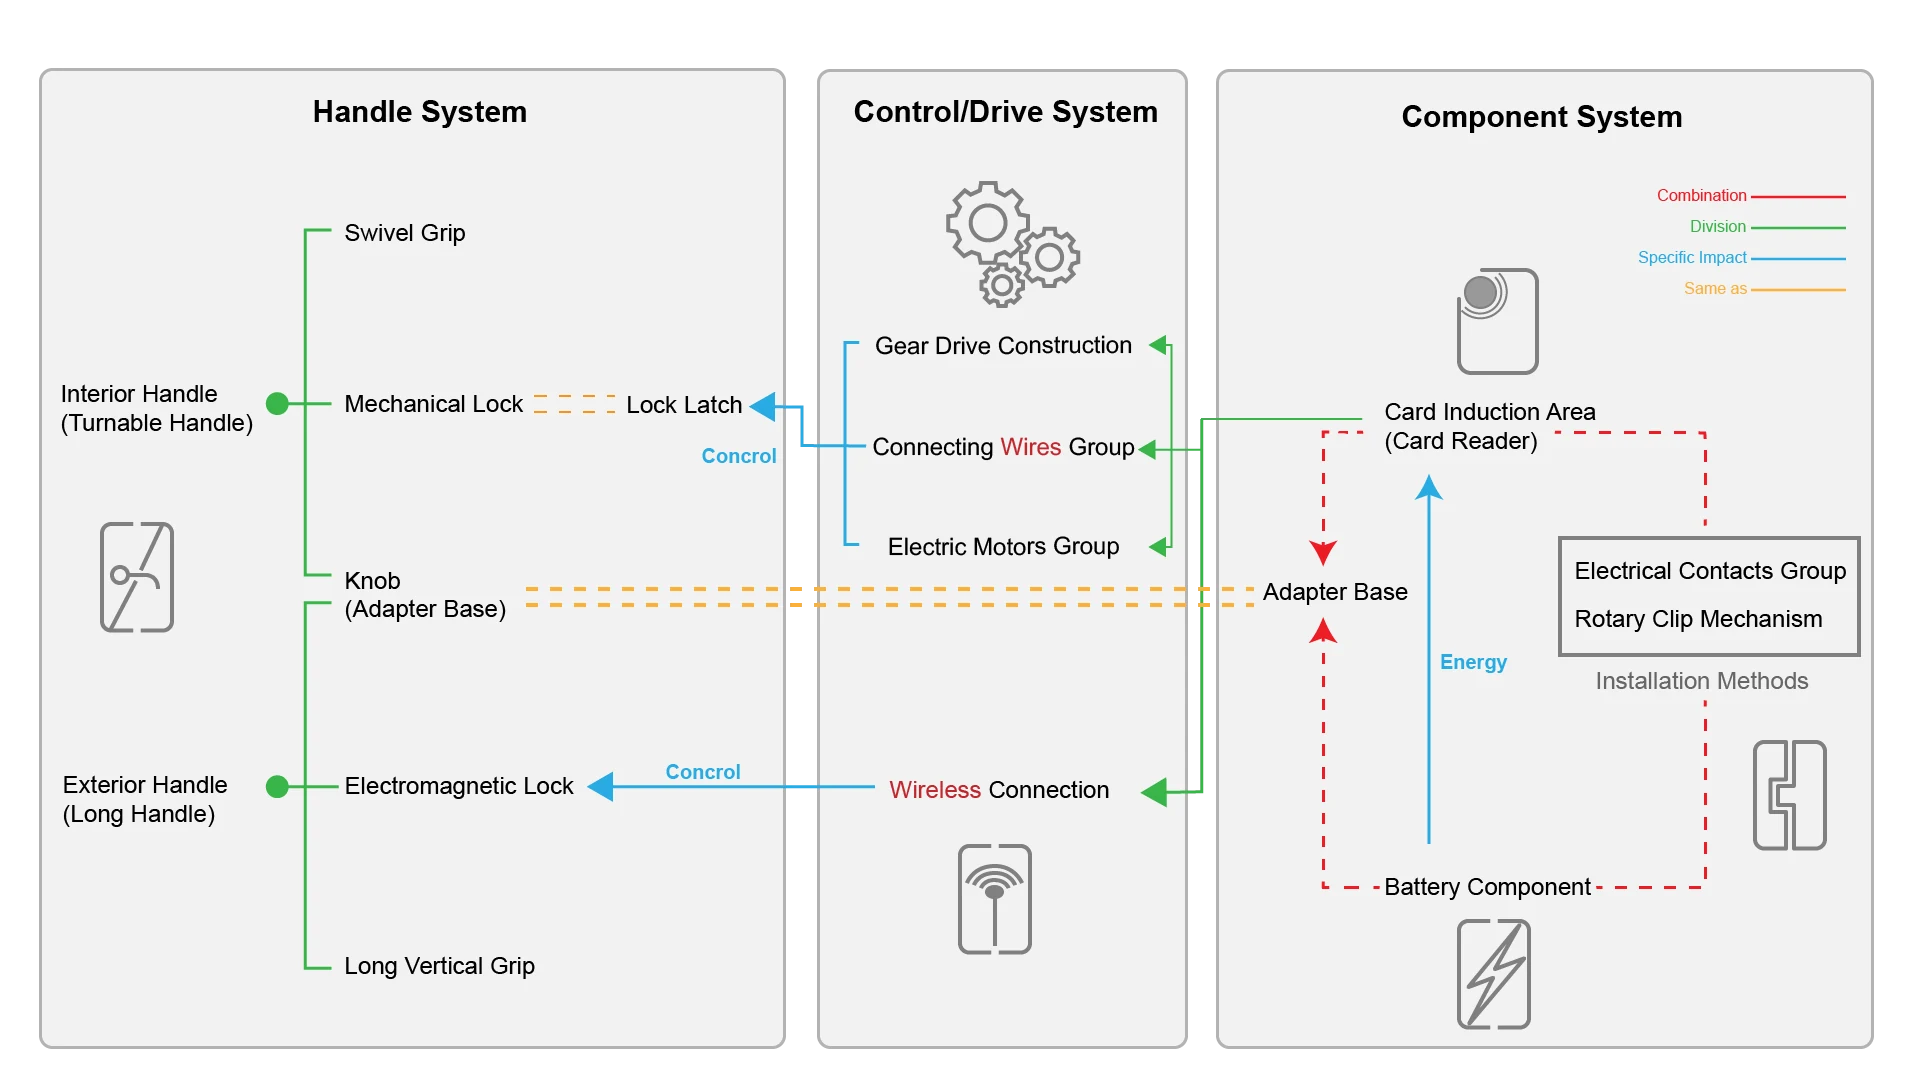 Handle System
Swivel Grip
Interior Handle
(Turnable Handle)
Mechanical Lock
Lock Latch
Concrol
Knob
(Adapter Base)
Exterior Handle
(Long Handle)
Electromagnetic Lock
Concrol
Long Vertical Grip
Control/Drive System
Gear Drive Construction
Connecting Wires Group
Electric Motors Group
Wireless Connection
Component System
Combination
Division
Specific Impact
Same as
Card Induction Area
(Card Reader)
Adapter Base
Electrical Contacts Group
Rotary Clip Mechanism
Installation Methods
Energy
Battery Component